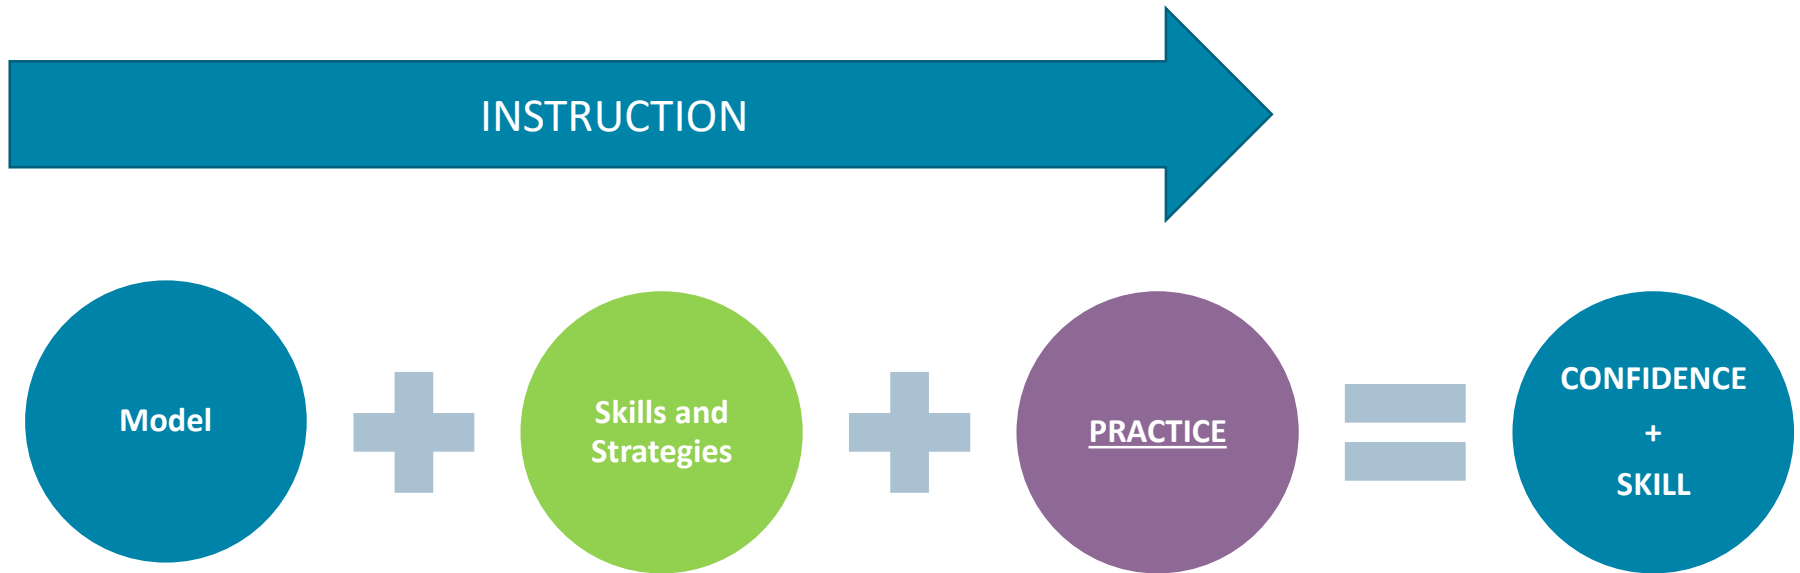 INSTRUCTION
Model
Skills and
Strategies
PRACTICE
CONFIDENCE
+
SKILL